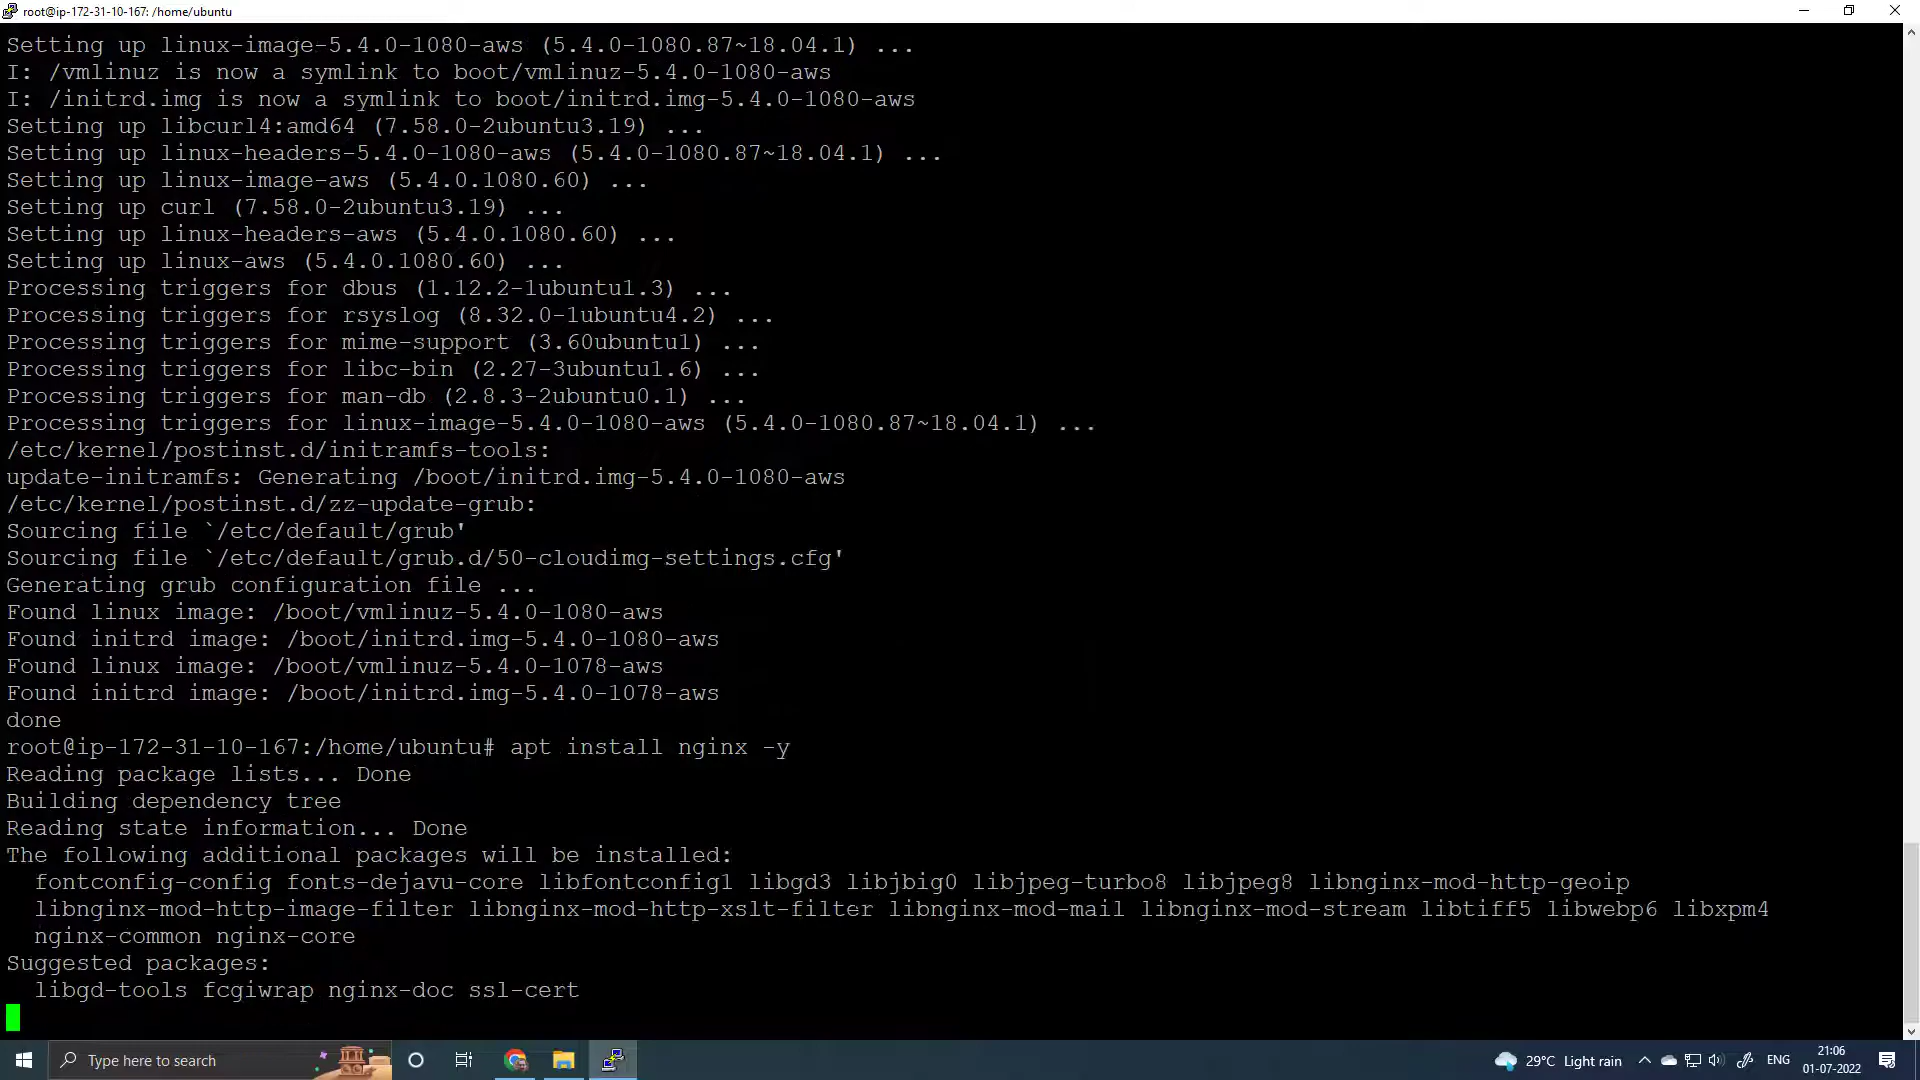 root@ip-172-31-10-167: /home/ubuntu
Setting up linux-image-5.4.0-1080-aws (5.4.0-1080.87~18.04.1) ...
I: /vmlinuz is now a symlink to boot/vmlinuz-5.4.0-1080-aws
I: /initrd.img is now a symlink to boot/initrd.img-5.4.0-1080-aws
Setting up libcurl4:amd64 (7.58.0-2ubuntu3.19) ...
Setting up linux-headers-5.4.0-1080-aws (5.4.0-1080.87~18.04.1) ...
Setting up linux-image-aws (5.4.0.1080.60) ...
Setting up curl (7.58.0-2ubuntu3.19) ...
Setting up linux-headers-aws (5.4.0.1080.60) ...
Setting up linux-aws (5.4.0.1080.60) ...
Processing triggers for dbus (1.12.2-1ubuntu1.3) ...
Processing triggers for rsyslog (8.32.0-1ubuntu4.2) ...
Processing triggers for mime-support (3.60ubuntu1) ...
Processing triggers for libc-bin (2.27-3ubuntu1.6) ...
Processing triggers for man-db (2.8.3-2ubuntu0.1) ...
Processing triggers for linux-image-5.4.0-1080-aws (5.4.0-1080.87~18.04.1) ...
/etc/kernel/postinst.d/initramfs-tools:
update-initramfs: Generating /boot/initrd.img-5.4.0-1080-aws
/etc/kernel/postinst.d/zz-update-grub:
Sourcing file `/etc/default/grub'
Sourcing file `/etc/default/grub.d/50-cloudimg-settings.cfg'
Generating grub configuration file ...
Found linux image: /boot/vmlinuz-5.4.0-1080-aws
Found initrd image: /boot/initrd.img-5.4.0-1080-aws
Found linux image: /boot/vmlinuz-5.4.0-1078-aws
Found initrd image: /boot/initrd.img-5.4.0-1078-aws
done
root@ip-172-31-10-167:/home/ubuntu# apt install nginx -y
Reading package lists... Done
Building dependency tree
Reading state information... Done
The following additional packages will be installed:
  fontconfig-config fonts-dejavu-core libfontconfig1 libgd3 libjbig0 libjpeg-turbo8 libjpeg8 libnginx-mod-http-geoip
  libnginx-mod-http-image-filter libnginx-mod-http-xslt-filter libnginx-mod-mail libnginx-mod-stream libtiff5 libwebp6 libxpm4
  nginx-common nginx-core
Suggested packages:
  libgd-tools fcgiwrap nginx-doc ssl-cert
Type here to search
29°C Light rain
ENG
21:06
01-07-2022